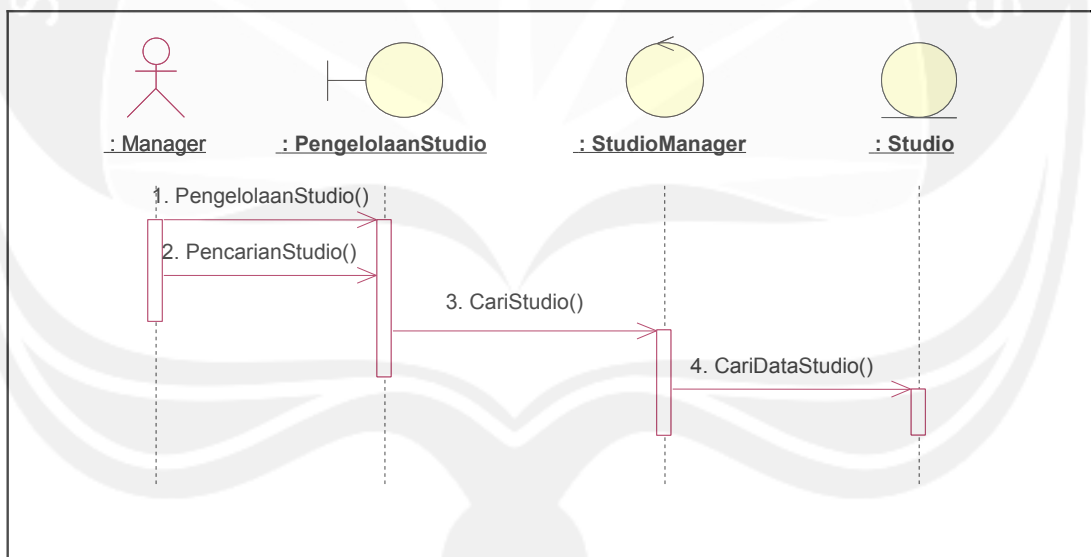 : Manager
: PengelolaanStudio
: StudioManager
: Studio
1. PengelolaanStudio()
2. PencarianStudio()
3. CariStudio()
4. CariDataStudio()